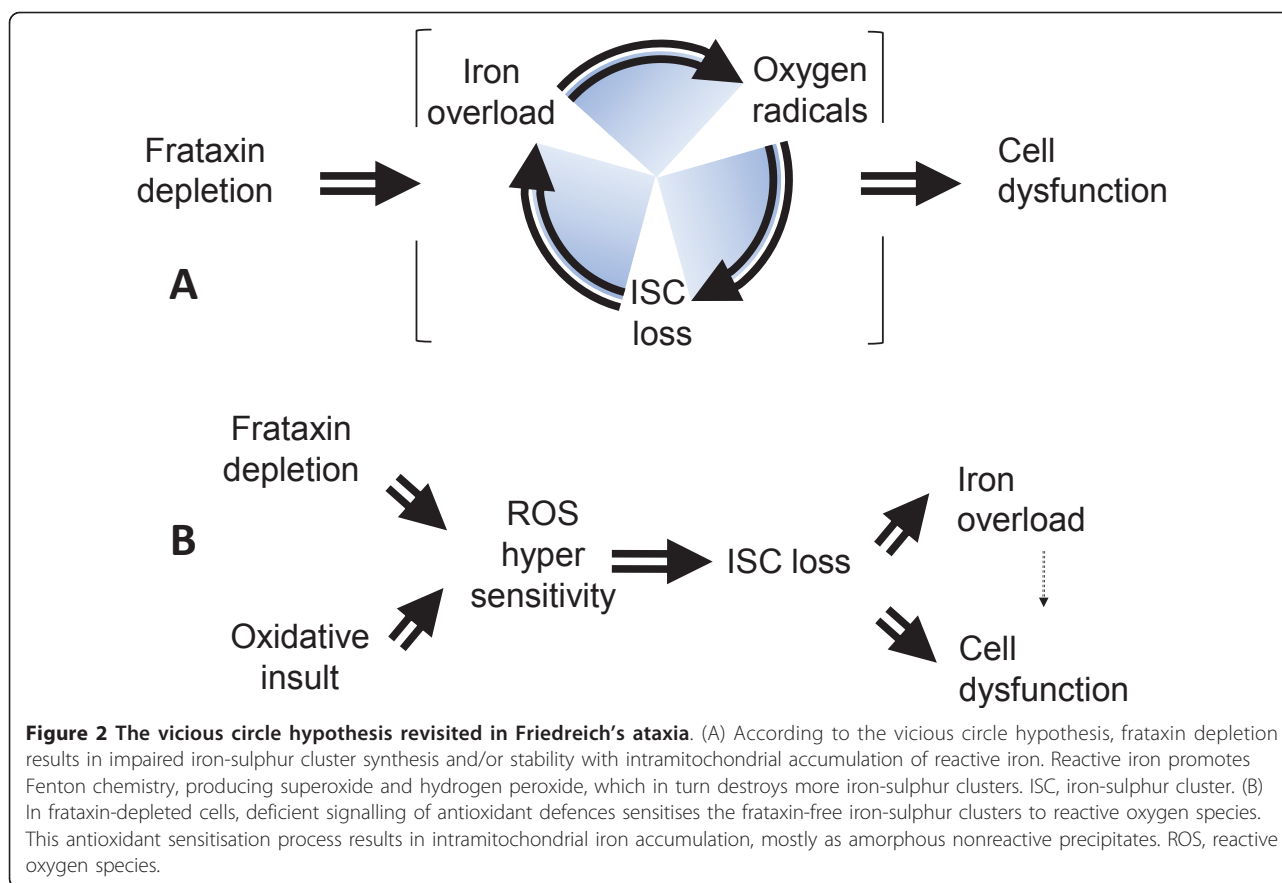 Iron
overload
Oxygen
radicals
Frataxin
depletion
Cell
dysfunction
A
ISC
loss
Frataxin
depletion
B
ROS
hyper
sensitivity
ISC loss
Iron
overload
Oxidative
insult
Cell
dysfunction
Figure 2 The vicious circle hypothesis revisited in Friedreich's ataxia. (A) According to the vicious circle hypothesis, frataxin depletion
results in impaired iron-sulphur cluster synthesis and/or stability with intramitochondrial accumulation of reactive iron. Reactive iron promotes
Fenton chemistry, producing superoxide and hydrogen peroxide, which in turn destroys more iron-sulphur clusters. ISC, iron-sulphur cluster. (B)
In frataxin-depleted cells, deficient signalling of antioxidant defences sensitises the frataxin-free iron-sulphur clusters to reactive oxygen species.
This antioxidant sensitisation process results in intramitochondrial iron accumulation, mostly as amorphous nonreactive precipitates. ROS, reactive
oxygen species.